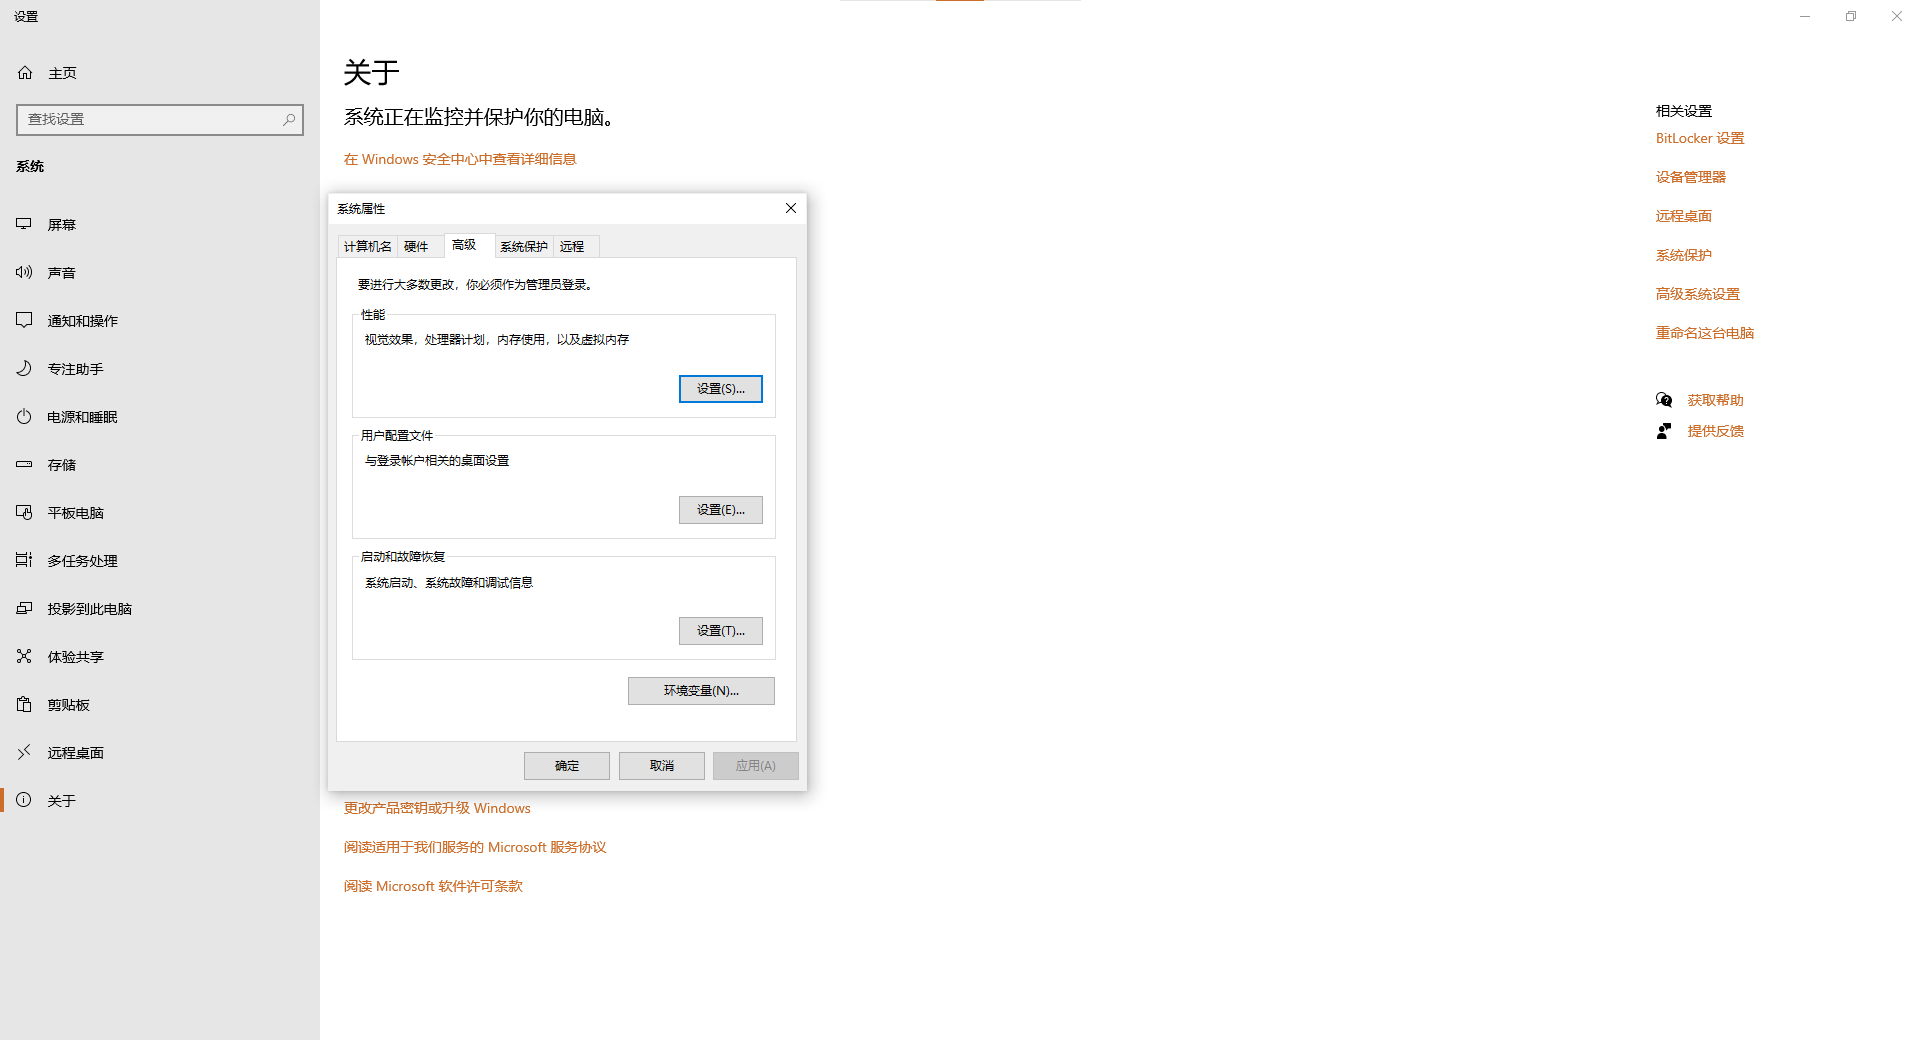 设置
主页
查找设置
系统
屏幕
声音
通知和操作
专注助手
电源和睡眠
存储
平板电脑
多任务处理
投影到此电脑
体验共享
剪贴板
远程桌面
关于
关于
系统正在监控并保护你的电脑。
在 Windows 安全中心中查看详细信息
系统属性
计算机名 硬件 高级 系统保护 远程
要进行大多数更改，你必须作为管理员登录。
性能
视觉效果，处理器计划，内存使用，以及虚拟内存
设置(S)...
用户配置文件
与登录帐户相关的桌面设置
设置(E)...
启动和故障恢复
系统启动、系统故障和调试信息
设置(T)...
环境变量(N)...
确定 取消 应用(A)
更改产品密钥或升级 Windows
阅读适用于我们服务的 Microsoft 服务协议
阅读 Microsoft 软件许可条款
相关设置
BitLocker 设置
设备管理器
远程桌面
系统保护
高级系统设置
重命名这台电脑
获取帮助
提供反馈